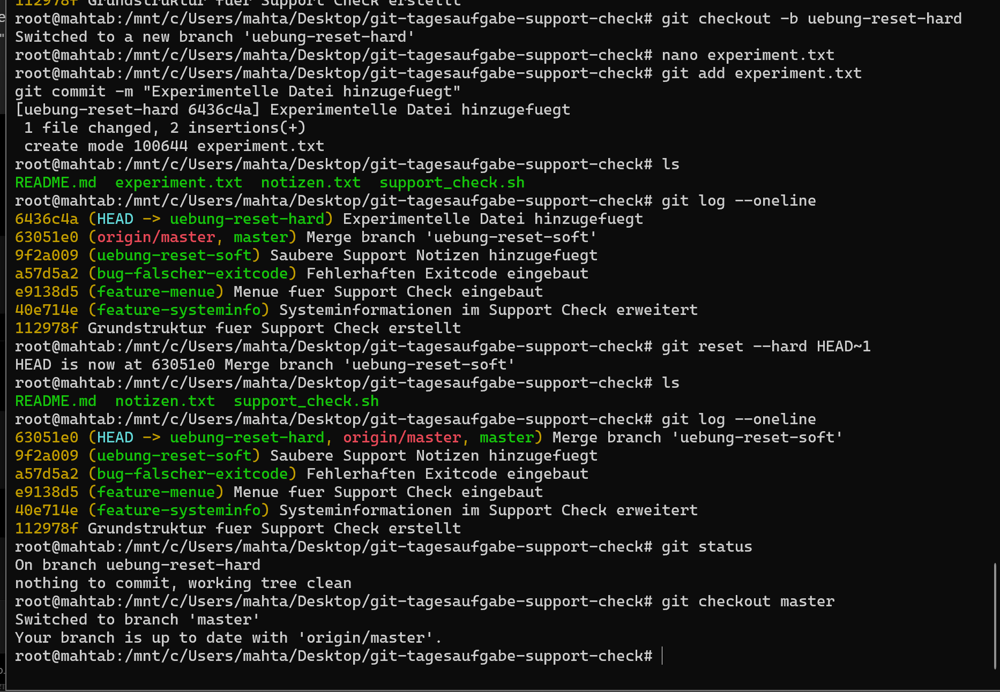 112978f Grundstruktur fuer Support Check erstellt
root@mahtab:/mnt/c/Users/mahta/Desktop/git-tagesaufgabe-support-check# git checkout -b uebung-reset-hard
Switched to a new branch 'uebung-reset-hard'
root@mahtab:/mnt/c/Users/mahta/Desktop/git-tagesaufgabe-support-check# nano experiment.txt
root@mahtab:/mnt/c/Users/mahta/Desktop/git-tagesaufgabe-support-check# git add experiment.txt
git commit -m "Experimentelle Datei hinzugefuegt"
[uebung-reset-hard 6436c4a] Experimentelle Datei hinzugefuegt
 1 file changed, 2 insertions(+)
 create mode 100644 experiment.txt
root@mahtab:/mnt/c/Users/mahta/Desktop/git-tagesaufgabe-support-check# ls
README.md  experiment.txt  notizen.txt  support_check.sh
root@mahtab:/mnt/c/Users/mahta/Desktop/git-tagesaufgabe-support-check# git log --oneline
6436c4a (HEAD -> uebung-reset-hard) Experimentelle Datei hinzugefuegt
63051e0 (origin/master, master) Merge branch 'uebung-reset-soft'
9f2a009 (uebung-reset-soft) Saubere Support Notizen hinzugefuegt
a57d5a2 (bug-falscher-exitcode) Fehlerhaften Exitcode eingebaut
e9138d5 (feature-menue) Menue fuer Support Check eingebaut
40e714e (feature-systeminfo) Systeminformationen im Support Check erweitert
112978f Grundstruktur fuer Support Check erstellt
root@mahtab:/mnt/c/Users/mahta/Desktop/git-tagesaufgabe-support-check# git reset --hard HEAD~1
HEAD is now at 63051e0 Merge branch 'uebung-reset-soft'
root@mahtab:/mnt/c/Users/mahta/Desktop/git-tagesaufgabe-support-check# ls
README.md  notizen.txt  support_check.sh
root@mahtab:/mnt/c/Users/mahta/Desktop/git-tagesaufgabe-support-check# git log --oneline
63051e0 (HEAD -> uebung-reset-hard, origin/master, master) Merge branch 'uebung-reset-soft'
9f2a009 (uebung-reset-soft) Saubere Support Notizen hinzugefuegt
a57d5a2 (bug-falscher-exitcode) Fehlerhaften Exitcode eingebaut
e9138d5 (feature-menue) Menue fuer Support Check eingebaut
40e714e (feature-systeminfo) Systeminformationen im Support Check erweitert
112978f Grundstruktur fuer Support Check erstellt
root@mahtab:/mnt/c/Users/mahta/Desktop/git-tagesaufgabe-support-check# git status
On branch uebung-reset-hard
nothing to commit, working tree clean
root@mahtab:/mnt/c/Users/mahta/Desktop/git-tagesaufgabe-support-check# git checkout master
Switched to branch 'master'
Your branch is up to date with 'origin/master'.
root@mahtab:/mnt/c/Users/mahta/Desktop/git-tagesaufgabe-support-check#